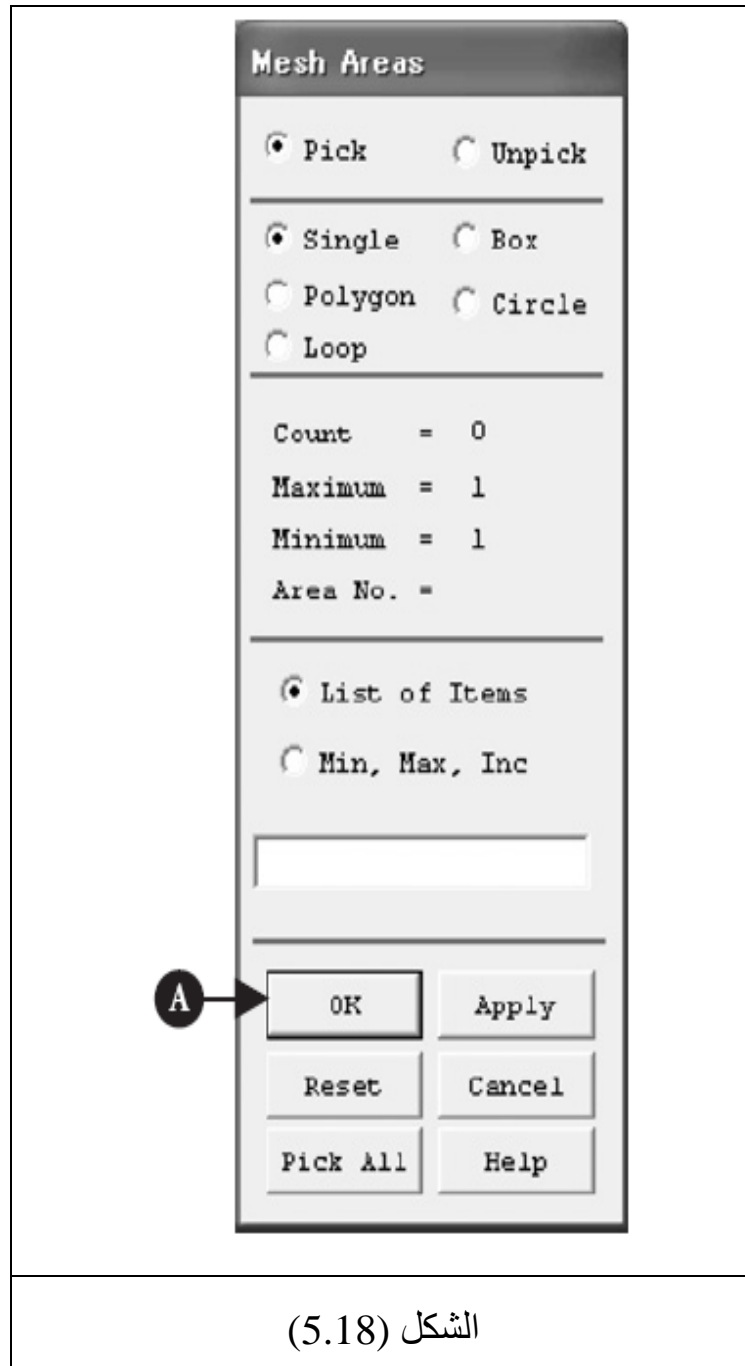 Mesh Areas
Pick Unpick
Single Box
Polygon Circle
Loop
Count = 0
Maximum = 1
Minimum = 1
Area No. =
List of Items
Min, Max, Inc
A OK Apply
Reset Cancel
Pick All Help
الشكل (5.18)